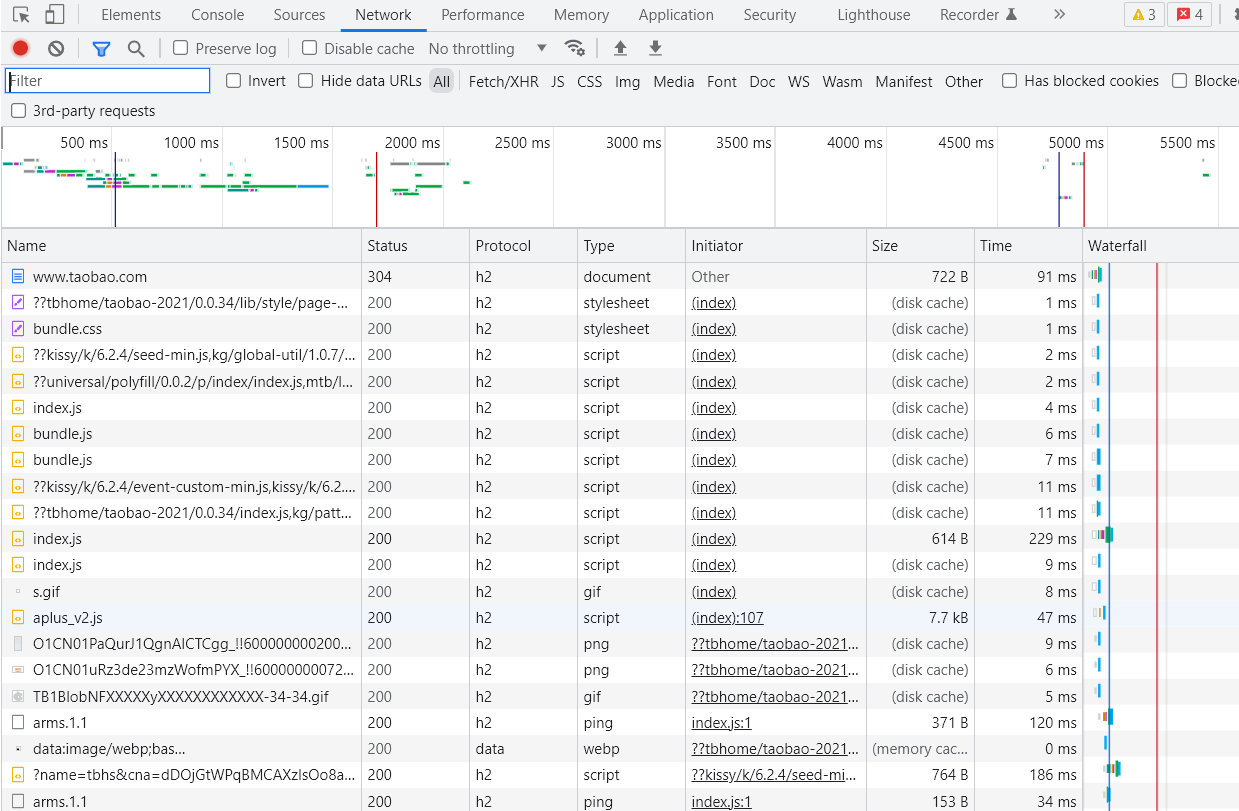 Elements Console Sources Network Performance Memory Application Security Lighthouse Recorder » 3 4
Preserve log Disable cache No throttling
Filter Invert Hide data URLs All Fetch/XHR JS CSS Img Media Font Doc WS Wasm Manifest Other Has blocked cookies Blocke
3rd-party requests
500 ms 1000 ms 1500 ms 2000 ms 2500 ms 3000 ms 3500 ms 4000 ms 4500 ms 5000 ms 5500 ms
Name Status Protocol Type Initiator Size Time Waterfall
www.taobao.com 304 h2 document Other 722 B 91 ms
??tbhome/taobao-2021/0.0.34/lib/style/page-... 200 h2 stylesheet (index) (disk cache) 1 ms
bundle.css 200 h2 stylesheet (index) (disk cache) 1 ms
??kissy/k/6.2.4/seed-min.js,kg/global-util/1.0.7/... 200 h2 script (index) (disk cache) 2 ms
??universal/polyfill/0.0.2/p/index/index.js,mtb/l... 200 h2 script (index) (disk cache) 2 ms
index.js 200 h2 script (index) (disk cache) 4 ms
bundle.js 200 h2 script (index) (disk cache) 6 ms
bundle.js 200 h2 script (index) (disk cache) 7 ms
??kissy/k/6.2.4/event-custom-min.js,kissy/k/6.2.... 200 h2 script (index) (disk cache) 11 ms
??tbhome/taobao-2021/0.0.34/index.js,kg/patt... 200 h2 script (index) (disk cache) 11 ms
index.js 200 h2 script (index) 614 B 229 ms
index.js 200 h2 script (index) (disk cache) 9 ms
s.gif 200 h2 gif (index) (disk cache) 8 ms
aplus_v2.js 200 h2 script (index):107 7.7 kB 47 ms
O1CN01PaQurJ1QgnAICTCgg_!!600000000200... 200 h2 png ??tbhome/taobao-2021... (disk cache) 9 ms
O1CN01uRz3de23mzWofmPYX_!!60000000072... 200 h2 png ??tbhome/taobao-2021... (disk cache) 6 ms
TB1BlobNFXXXXXyXXXXXXXXXXXX-34-34.gif 200 h2 gif ??tbhome/taobao-2021... (disk cache) 5 ms
arms.1.1 200 h2 ping index.js:1 371 B 120 ms
data:image/webp;bas... 200 data webp ??tbhome/taobao-2021... (memory cac... 0 ms
?name=tbhs&cna=dDOjGtWPqBMCAXzlsOo8a... 200 h2 script ??kissy/k/6.2.4/seed-mi... 764 B 186 ms
arms.1.1 200 h2 ping index.js:1 153 B 34 ms